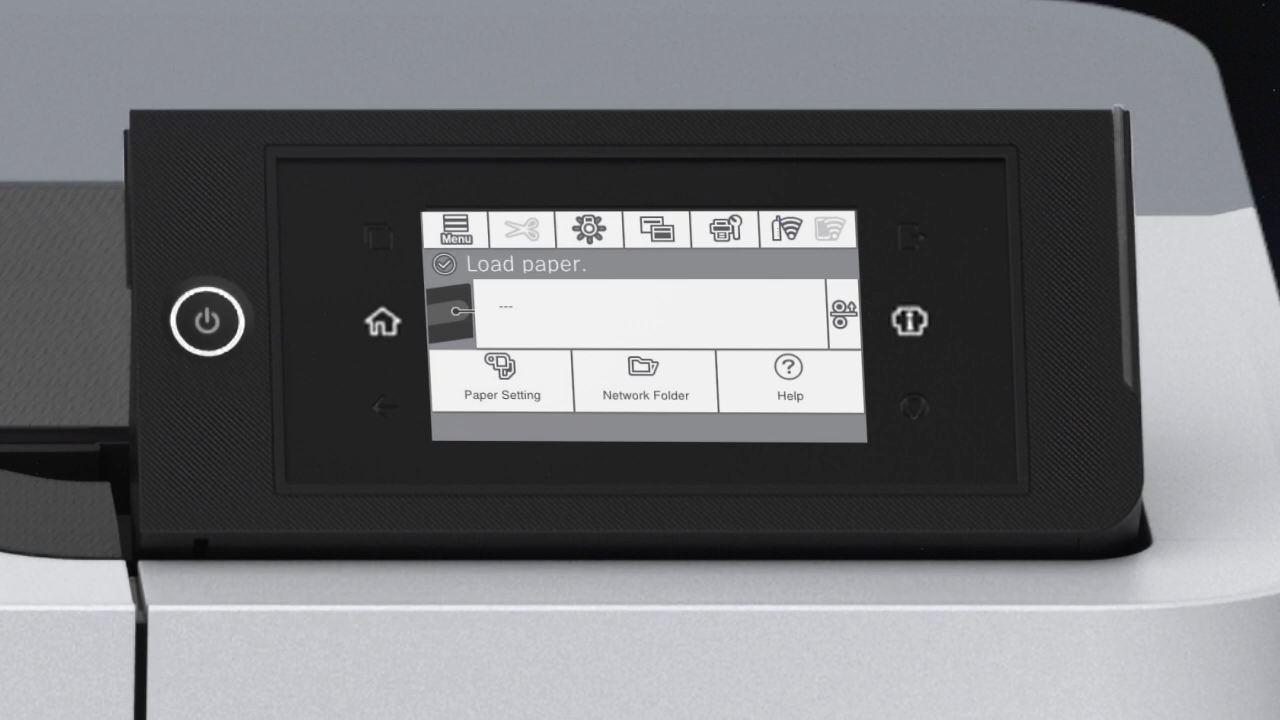 Menu
Load paper.
---
Paper Setting
Network Folder
Help